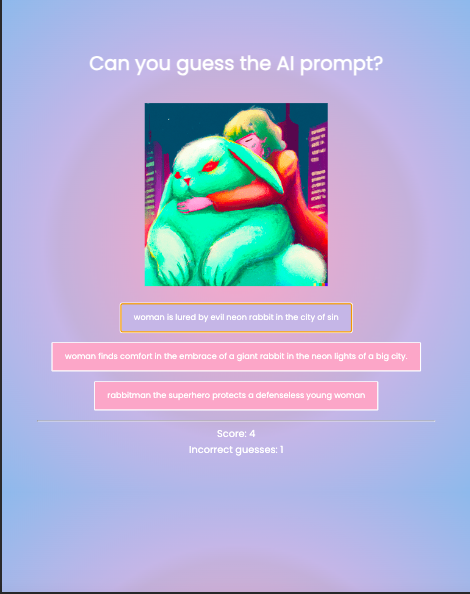 Can you guess the AI prompt?
woman is lured by evil neon rabbit in the city of sin
woman finds comfort in the embrace of a giant rabbit in the neon lights of a big city.
rabbitman the superhero protects a defenseless young woman
Score: 4
Incorrect guesses: 1